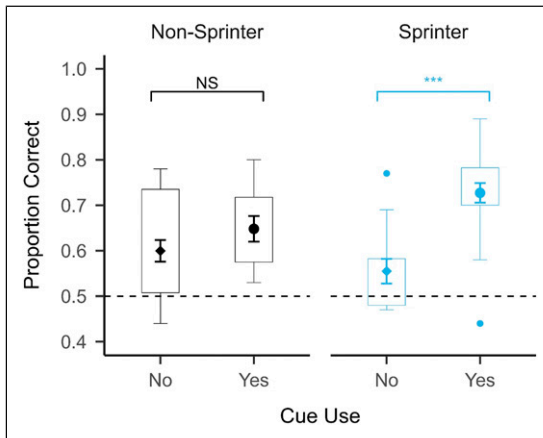 Non-Sprinter Sprinter
1.0
NS ***
0.9
0.8
0.7
0.6
0.5
0.4
Proportion Correct
No Yes No Yes
Cue Use